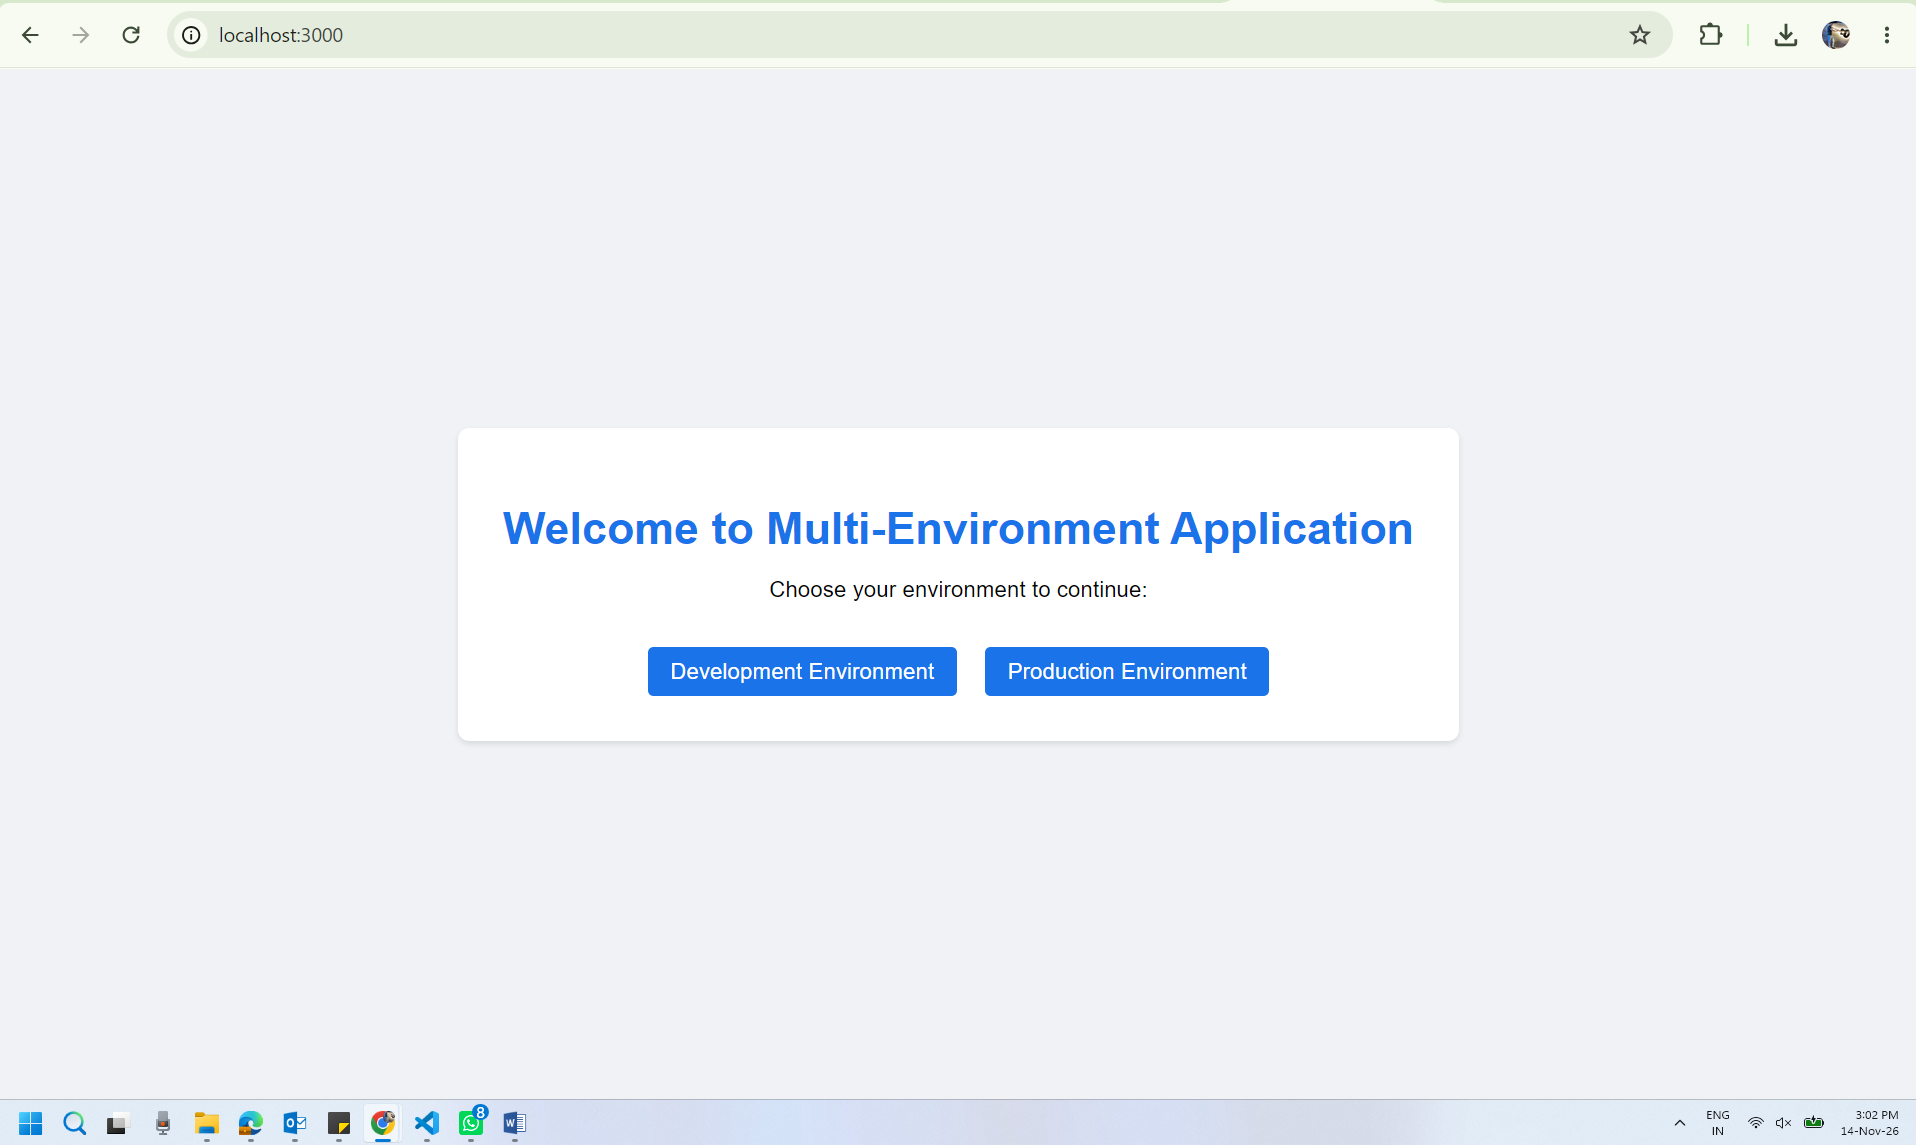 localhost:3000
Welcome to Multi-Environment Application
Choose your environment to continue:
Development Environment
Production Environment
8
ENG
IN
3:02 PM
14-Nov-26